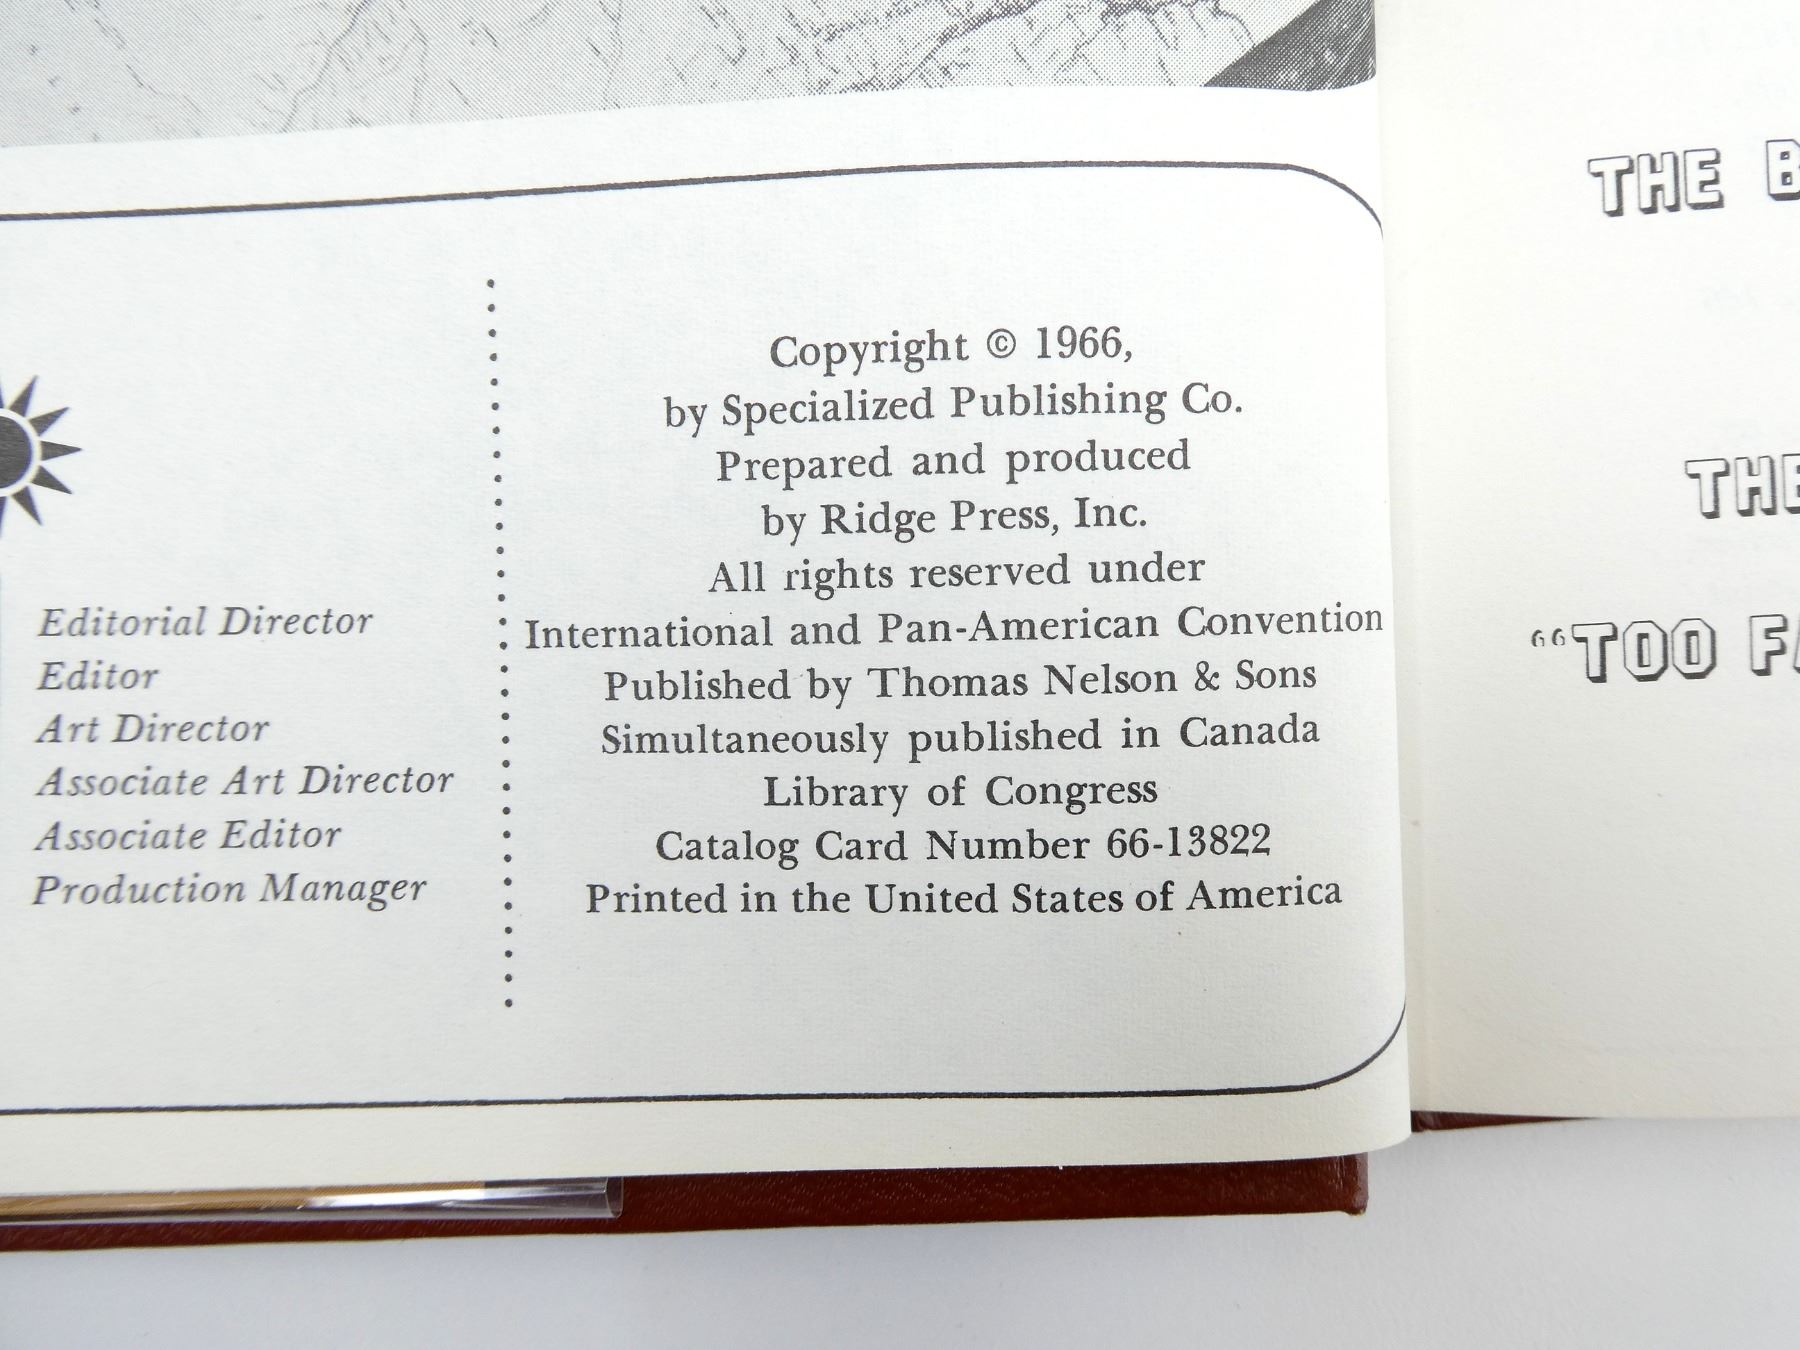 Editorial Director
Editor
Art Director
Associate Art Director
Associate Editor
Production Manager
Copyright © 1966,
by Specialized Publishing Co.
Prepared and produced
by Ridge Press, Inc.
All rights reserved under
International and Pan-American Convention
Published by Thomas Nelson & Sons
Simultaneously published in Canada
Library of Congress
Catalog Card Number 66-13822
Printed in the United States of America
THE
THE
“TOO